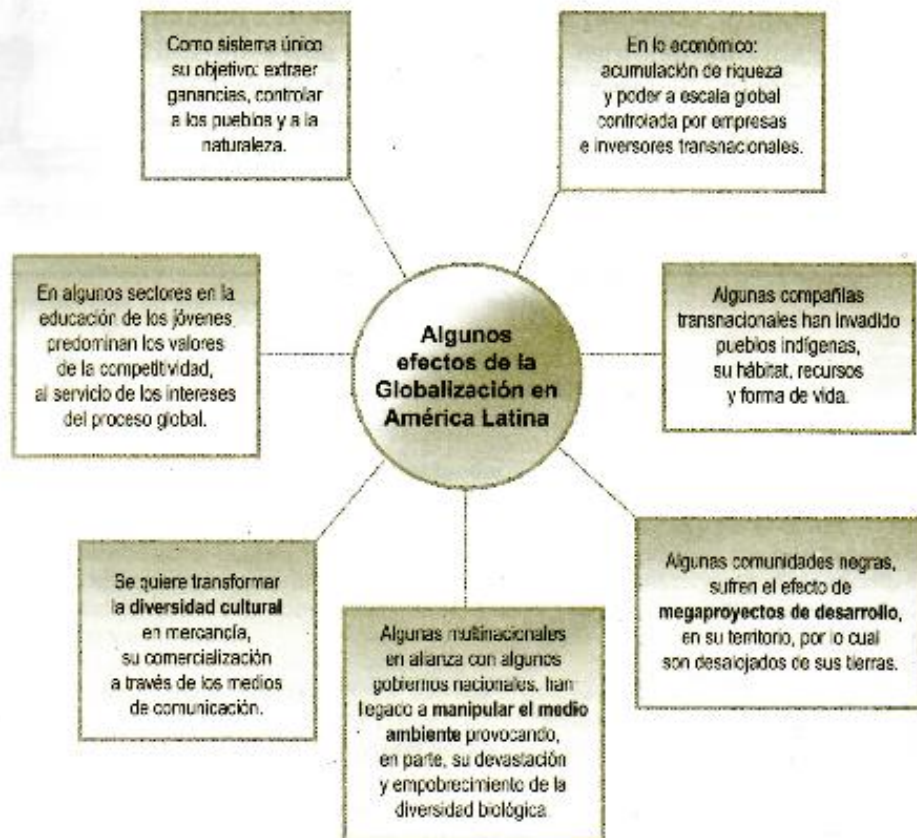 Como sistema único
su objetivo: extraer
ganancias, controlar
a los pueblos y a la
naturaleza.
En lo económico:
acumulación de riqueza
y poder a escala global
controlada por empresas
e inversores transnacionales.
En algunos sectores en la
educación de los jóvenes
predominan los valores
de la competitividad,
al servicio de los intereses
del proceso global.
Algunos
efectos de la
Globalización en
América Latina
Algunas compañías
transnacionales han invadido
pueblos indígenas,
su hábitat, recursos
y forma de vida.
Se quiere transformar
la diversidad cultural
en mercancía,
su comercialización
a través de los medios
de comunicación.
Algunas multinacionales
en alianza con algunos
gobiernos nacionales, han
llegado a manipular el medio
ambiente provocando,
en parte, su devastación
y empobrecimiento de la
diversidad biológica.
Algunas comunidades negras,
sufren el efecto de
megaproyectos de desarrollo,
en su territorio, por lo cual
son desalojados de sus tierras.